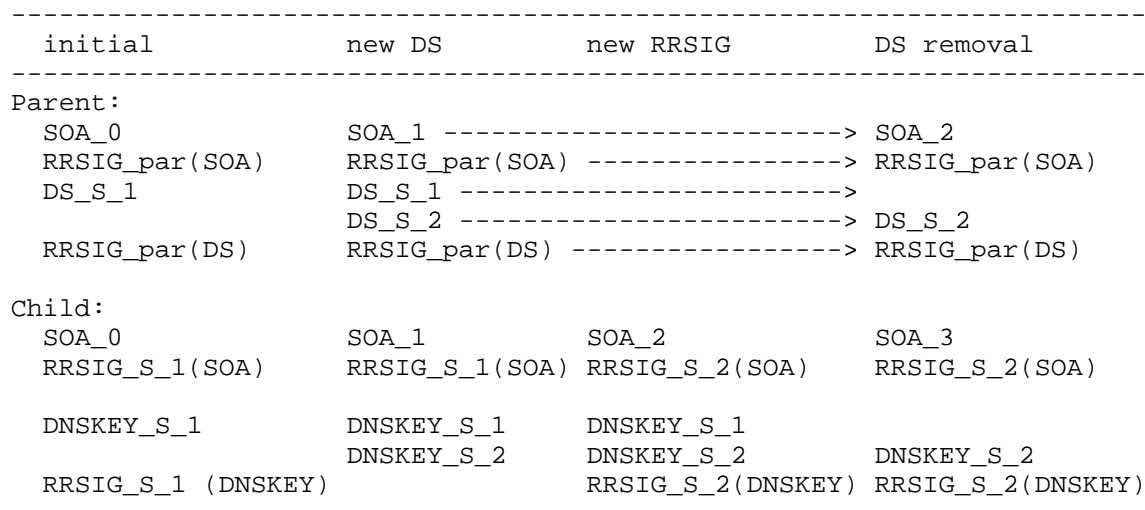 -----------------------------------------------------------------------
  initial            new DS         new RRSIG         DS removal
-----------------------------------------------------------------------
Parent:
  SOA_0              SOA_1 -------------------------> SOA_2
  RRSIG_par(SOA)     RRSIG_par(SOA) ----------------> RRSIG_par(SOA)
  DS_S_1             DS_S_1 ------------------------>
                     DS_S_2 ------------------------> DS_S_2
  RRSIG_par(DS)      RRSIG_par(DS) -----------------> RRSIG_par(DS)

Child:
  SOA_0              SOA_1          SOA_2             SOA_3
  RRSIG_S_1(SOA)     RRSIG_S_1(SOA) RRSIG_S_2(SOA)    RRSIG_S_2(SOA)

  DNSKEY_S_1         DNSKEY_S_1     DNSKEY_S_1
                     DNSKEY_S_2     DNSKEY_S_2        DNSKEY_S_2
  RRSIG_S_1 (DNSKEY)                RRSIG_S_2(DNSKEY) RRSIG_S_2(DNSKEY)